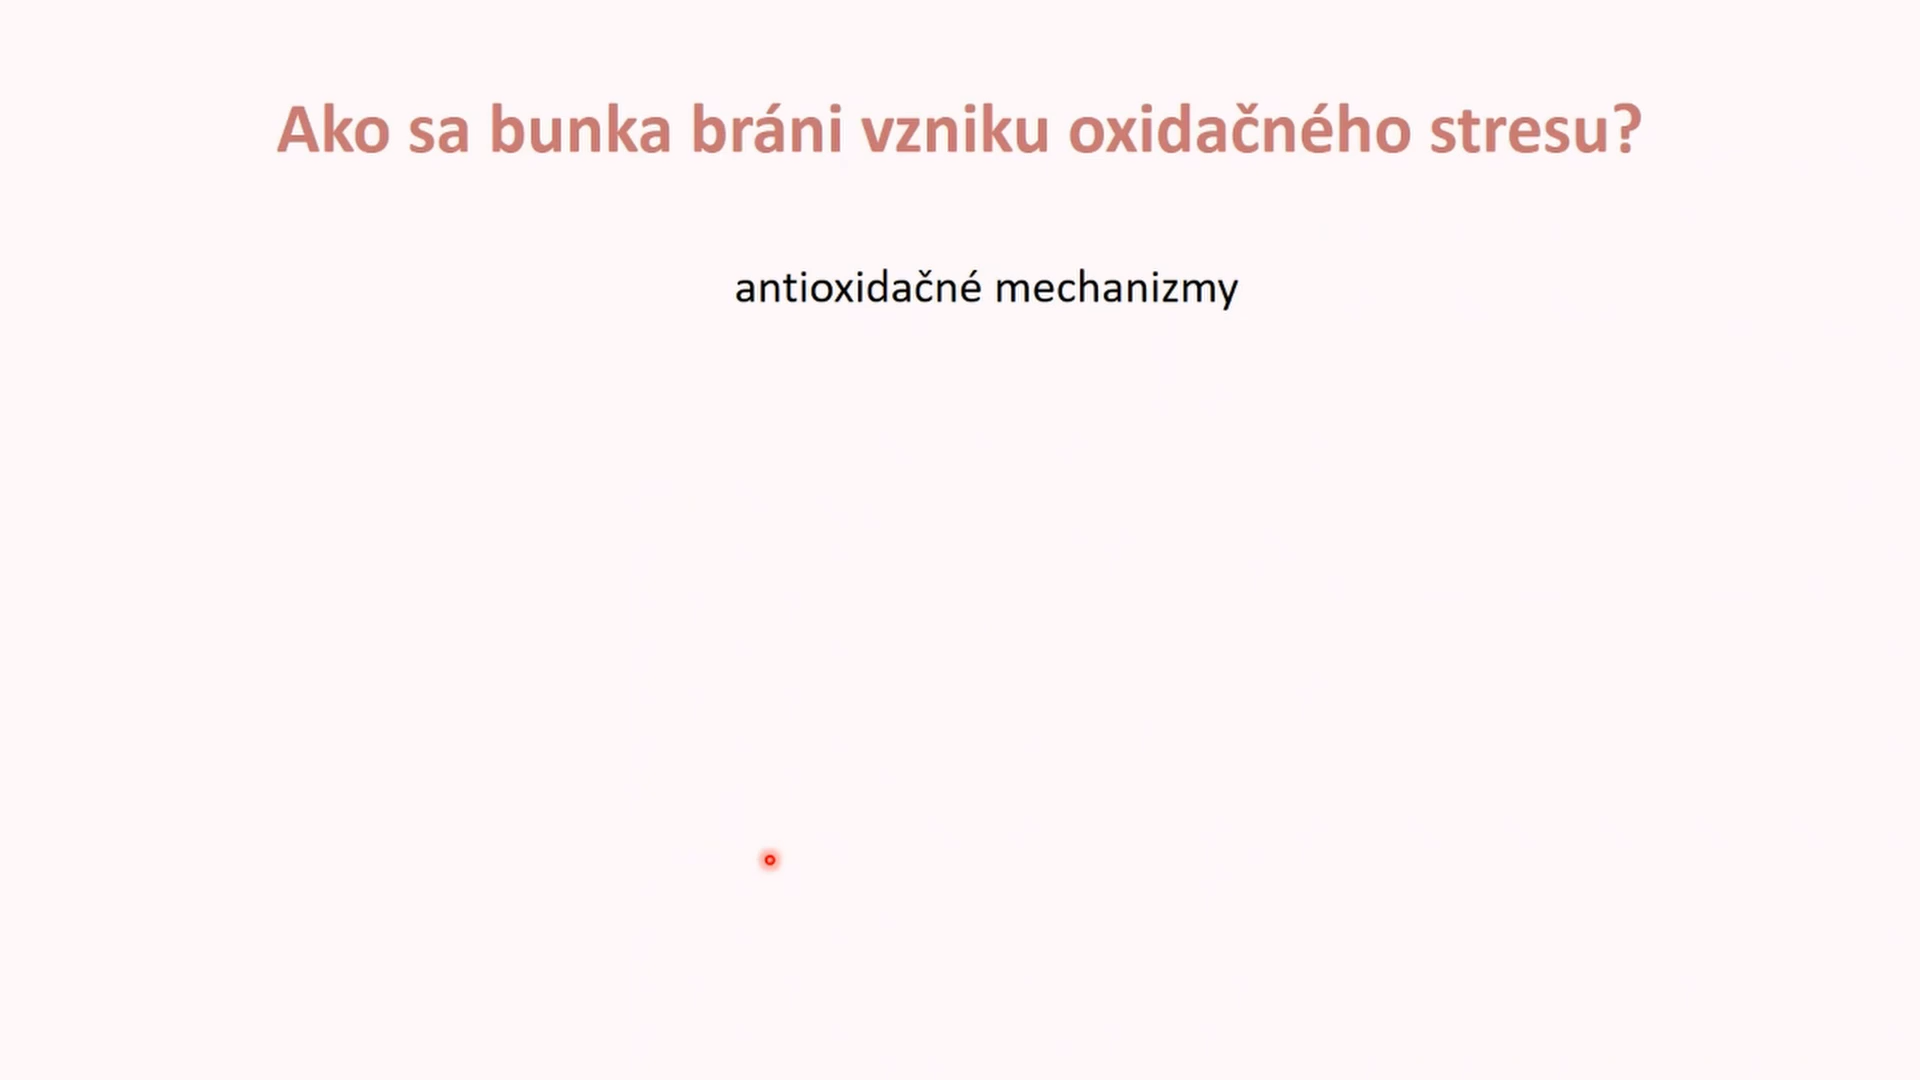 Ako sa bunka bráni vzniku oxidačného stresu?
antioxidačné mechanizmy